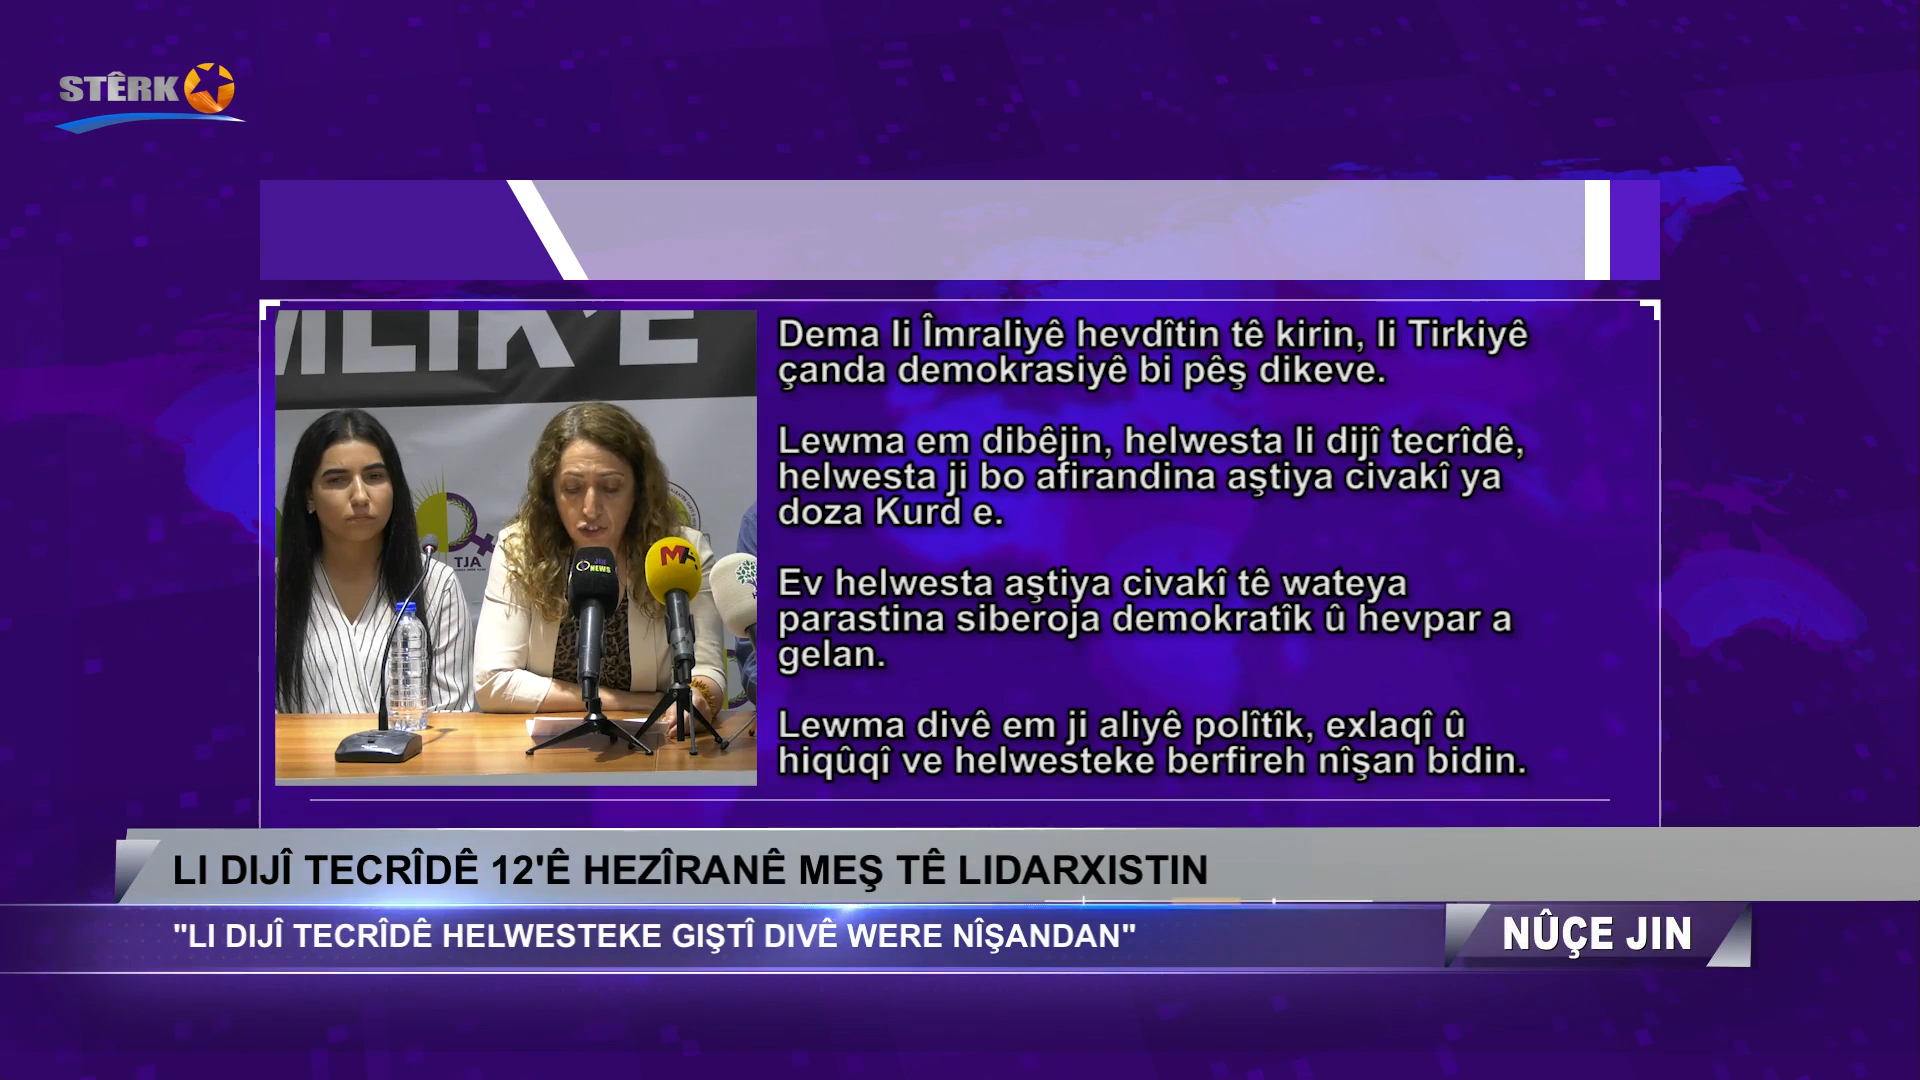 STÊRK
MLIK'E
Dema li Îmraliyê hevdîtin tê kirin, li Tirkiyê
çanda demokrasiyê bi pêş dikeve.
Lewma em dibêjin, helwesta li dijî tecrîdê,
helwesta ji bo afirandina aştiya civakî ya
doza Kurd e.
Ev helwesta aştiya civakî tê wateya
parastina siberoja demokratîk û hevpar a
gelan.
Lewma divê em ji aliyê polîtîk, exlaqî û
hiqûqî ve helwesteke berfireh nîşan bidin.
TJA
NEWS
MA
LI DIJÎ TECRÎDÊ 12'Ê HEZÎRANÊ MEŞ TÊ LIDARXISTIN
"LI DIJÎ TECRÎDÊ HELWESTEKE GIŞTÎ DIVÊ WERE NÎŞANDAN"
NÛÇE JIN